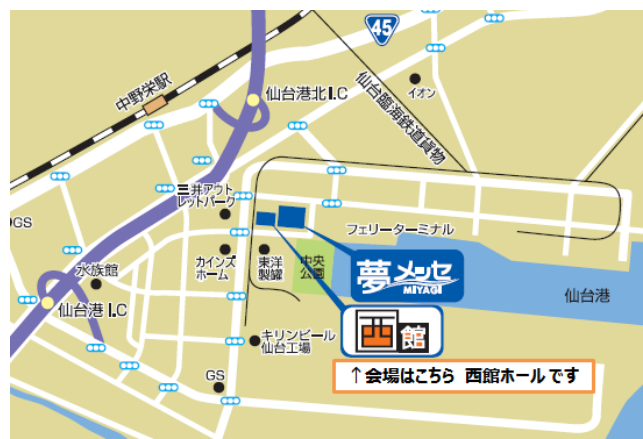 45
中野栄駅
仙台港北I.C
イオン
仙台臨海鉄道貨物
三井アウト
レットパーク
GS
フェリーターミナル
カインズ
ホーム
東洋
製罐
中央
公園
夢メッセ
MIYAGI
水族館
仙台港
仙台港I.C
西館
キリンビール
仙台工場
↑会場はこちら 西館ホールです
GS